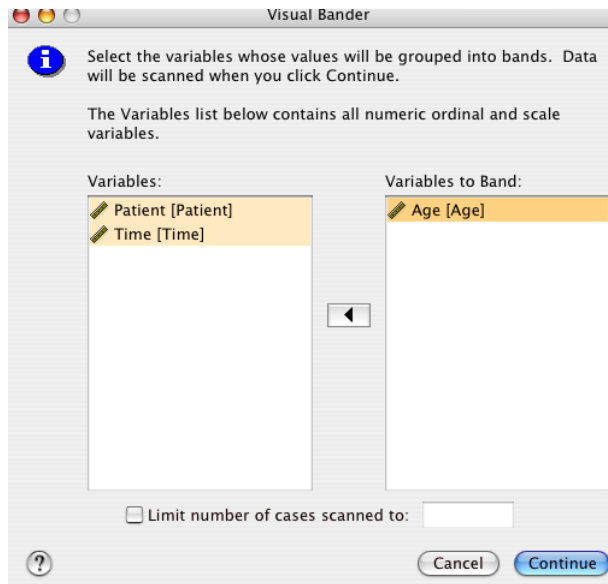 Visual Bander
i
Select the variables whose values will be grouped into bands.  Data
will be scanned when you click Continue.
The Variables list below contains all numeric ordinal and scale
variables.
Variables:
Patient [Patient]
Time [Time]
Variables to Band:
Age [Age]
Limit number of cases scanned to:
?
Cancel
Continue